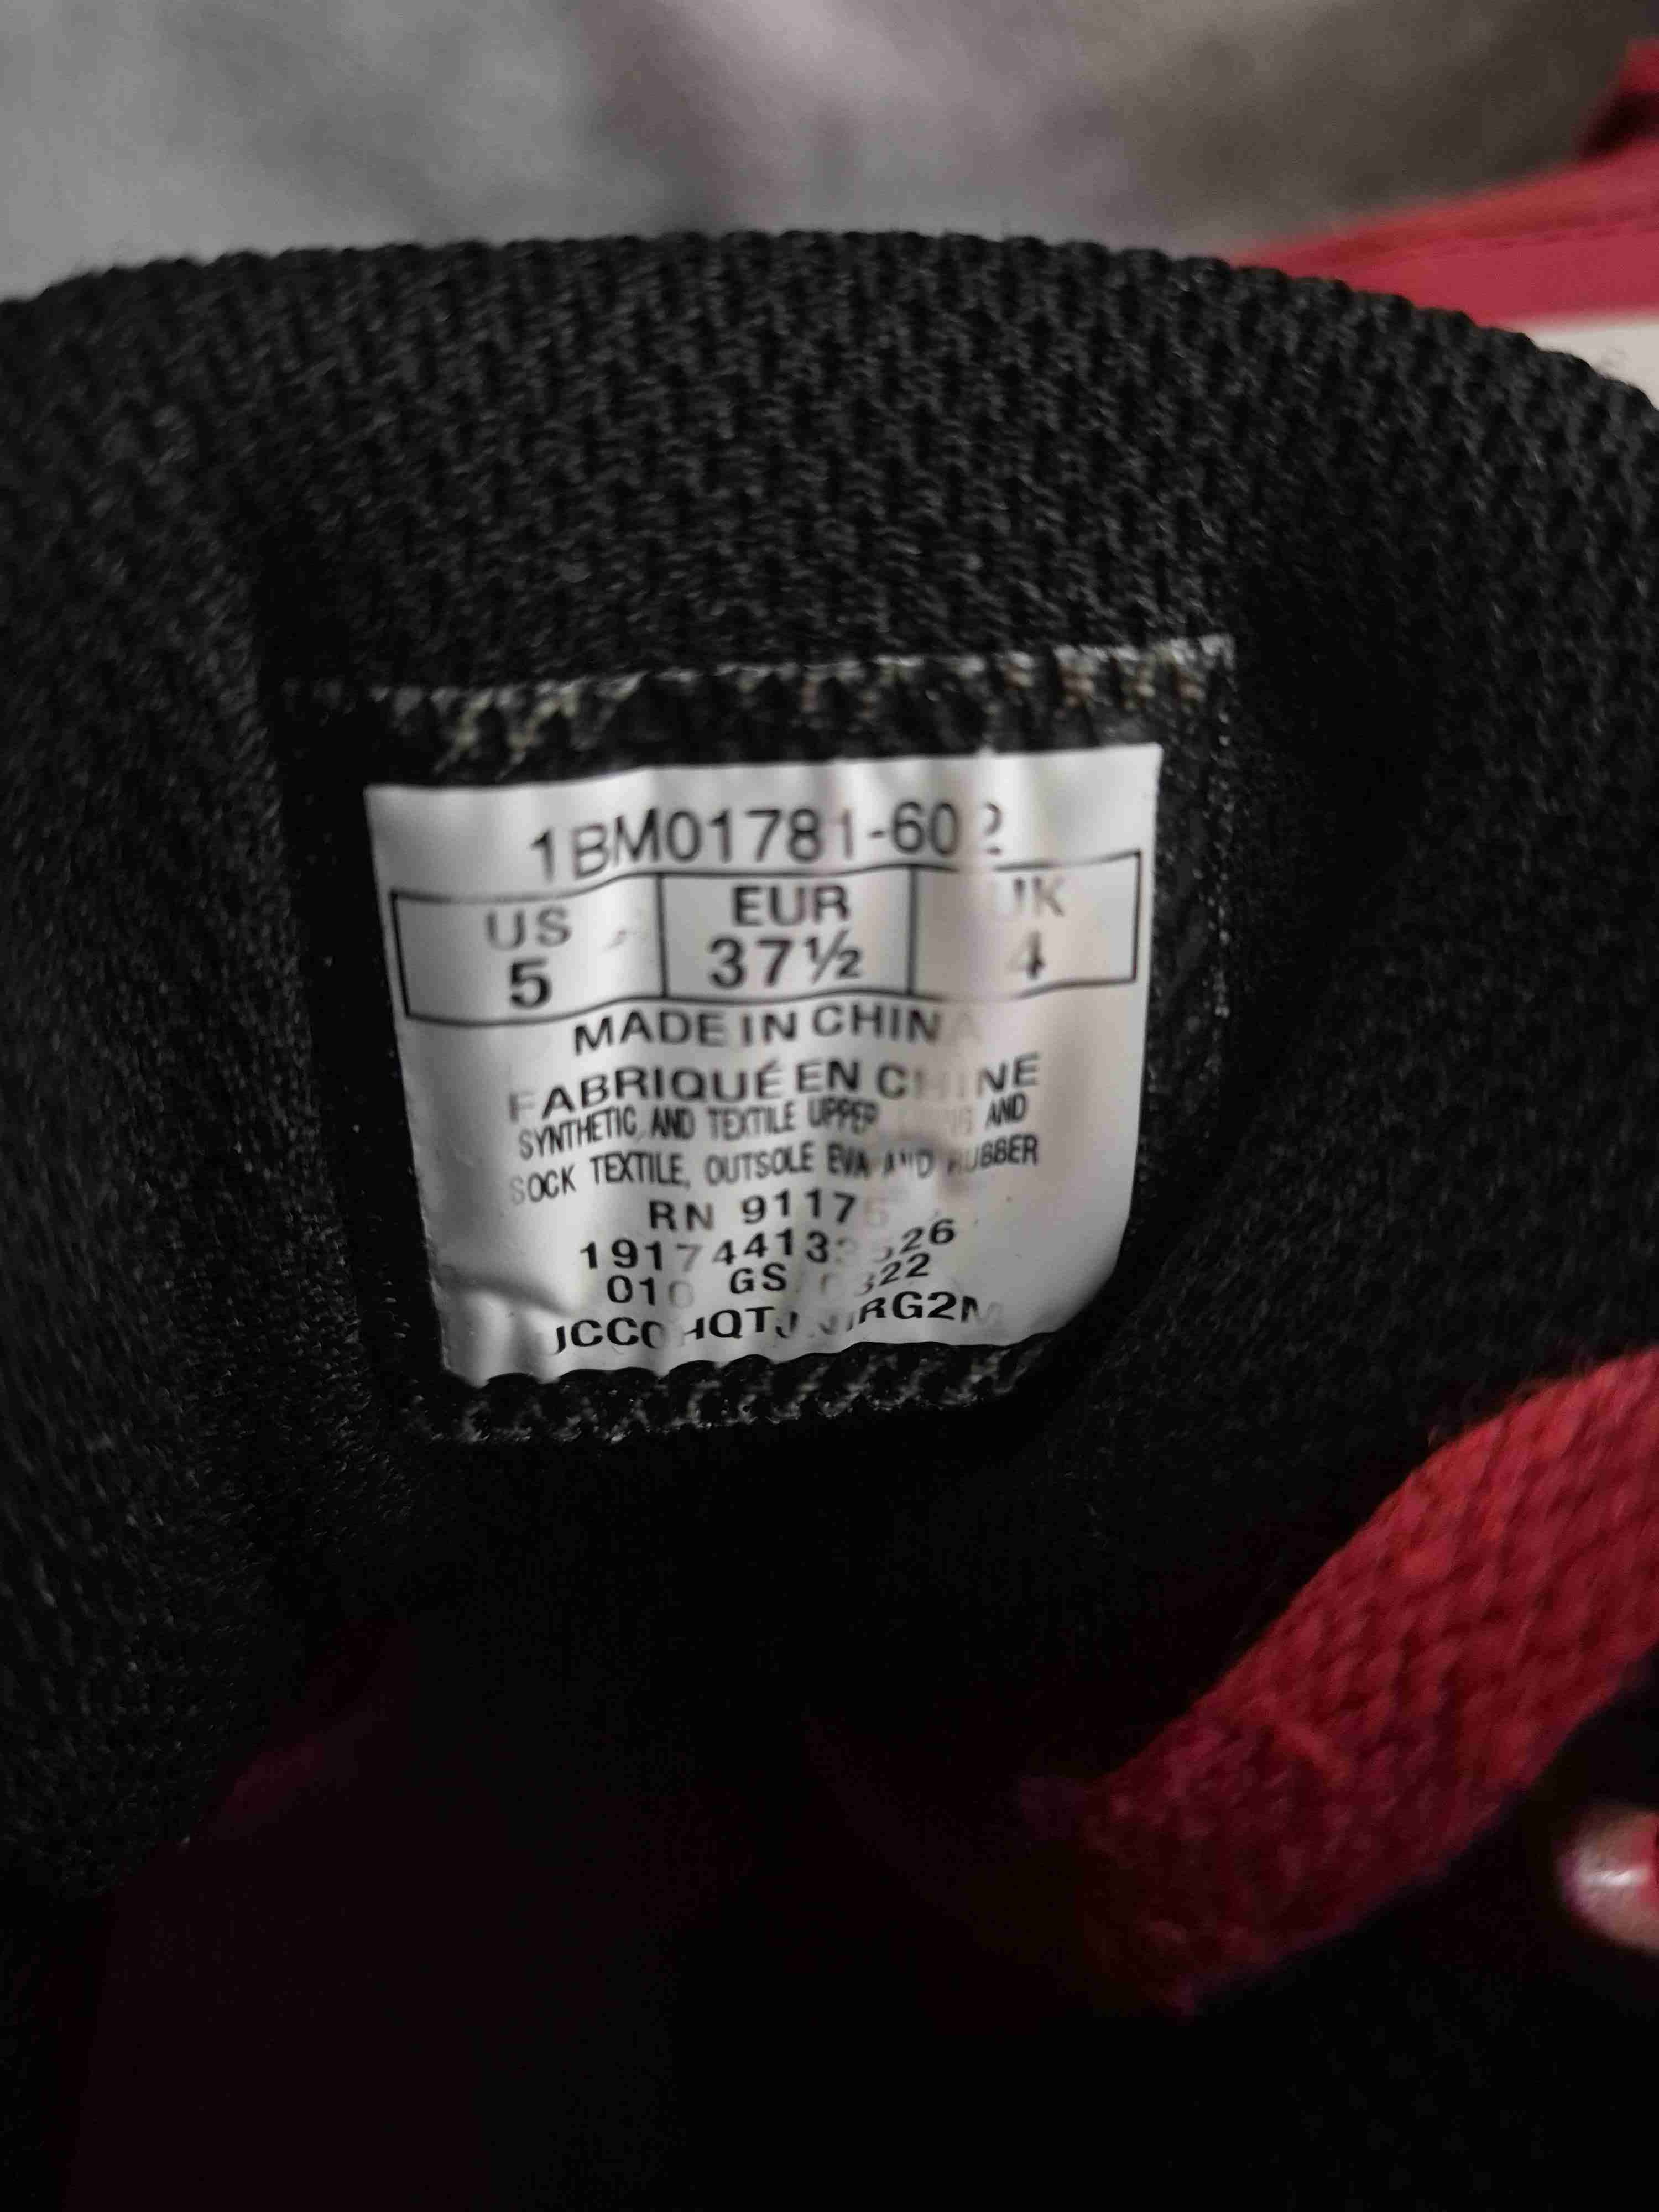 1BM01781-602
US EUR UK
5 37½ 4
MADE IN CHINA
FABRIQUÉ EN CHINE
SYNTHETIC AND TEXTILE UPPER AND
SOCK TEXTILE, OUTSOLE EVA AND RUBBER
RN
010 GS